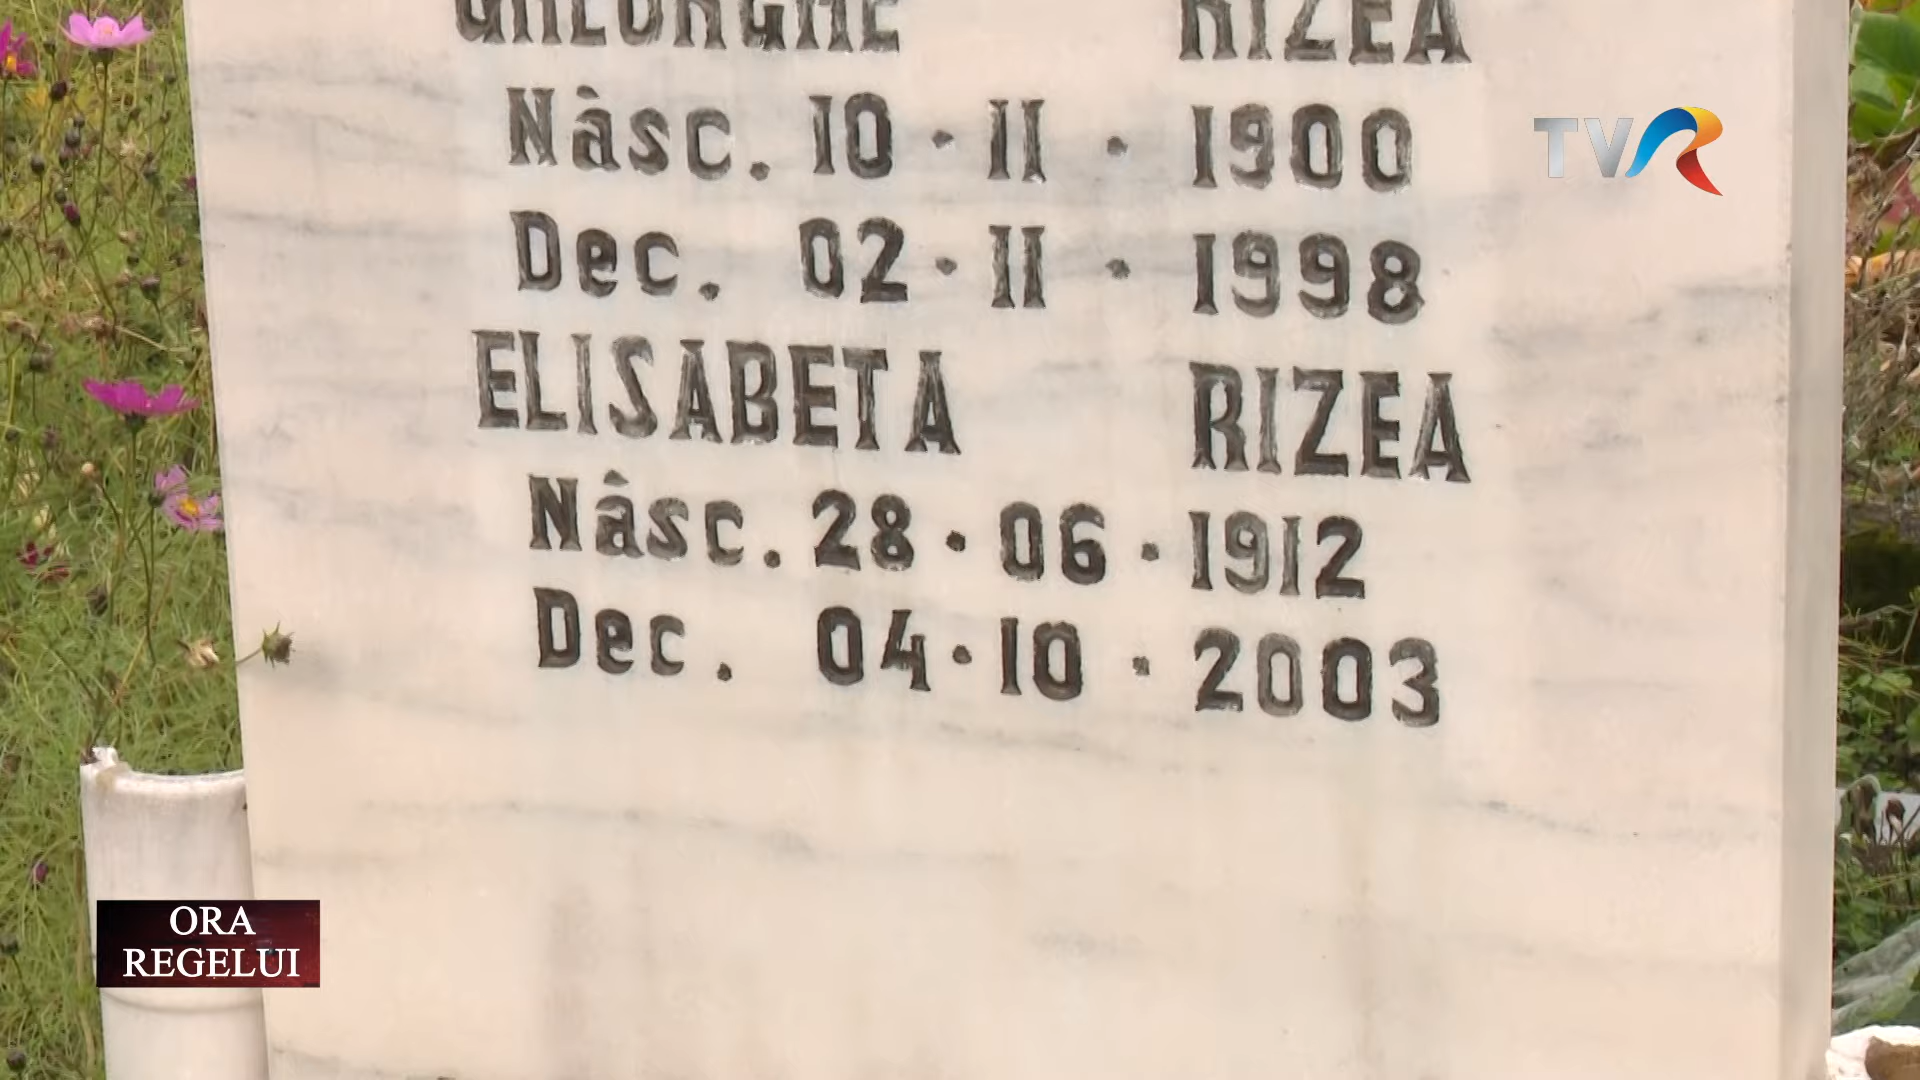 GHEORGHE RIZEA
Nàsc. 10 · 11 · 1900
Dec. 02 · 11 · 1998
ELISABETA RIZEA
Nâsc. 28 · 06 · 1912
Dec. 04 · 10 · 2003
TVR
ORA
REGELUI